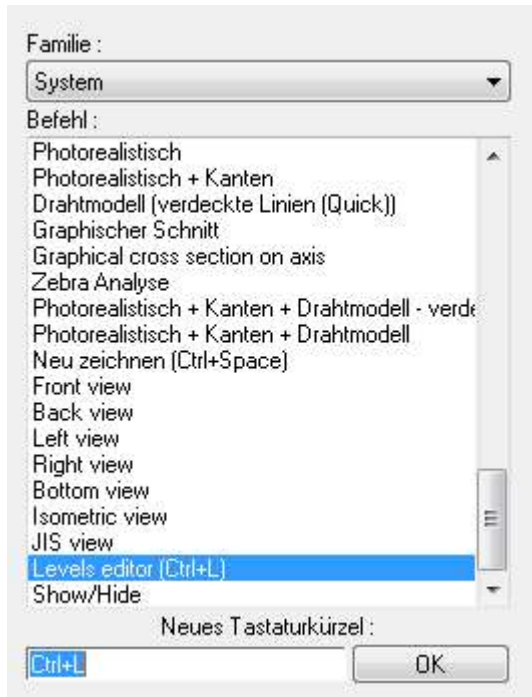 Familie :
System
Befehl :
Photorealistisch
Photorealistisch + Kanten
Drahtmodell (verdeckte Linien (Quick))
Graphischer Schnitt
Graphical cross section on axis
Zebra Analyse
Photorealistisch + Kanten + Drahtmodell - verde
Photorealistisch + Kanten + Drahtmodell
Neu zeichnen (Ctrl+Space)
Front view
Back view
Left view
Right view
Bottom view
Isometric view
JIS view
Levels editor (Ctrl+L)
Show/Hide
Neues Tastaturkürzel :
Ctrl+L OK